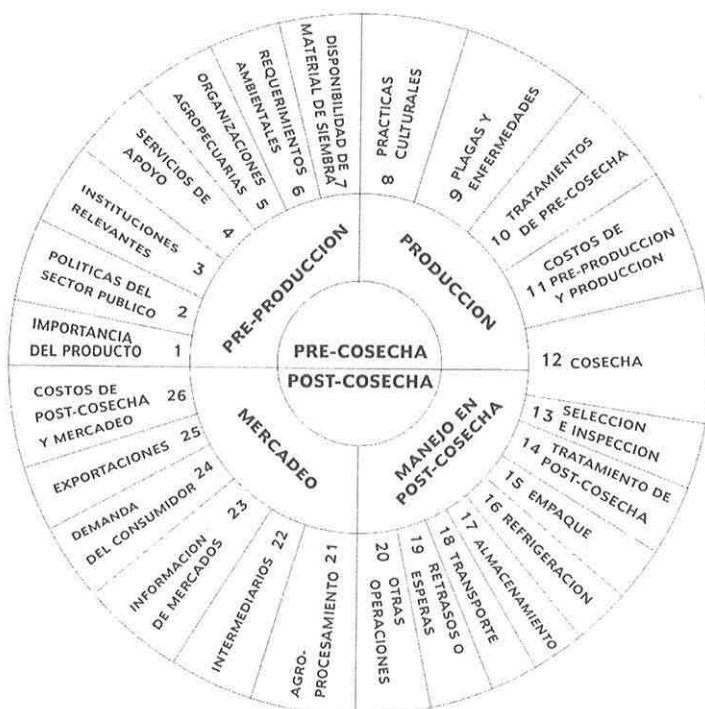 PRE-COSECHA
POST-COSECHA
PRE-PRODUCCION
PRODUCCION
MANEJO EN
POST-COSECHA
MERCADEO
IMPORTANCIA
DEL PRODUCTO 1
POLITICAS DEL
SECTOR PUBLICO 2
INSTITUCIONES
RELEVANTES 3
SERVICIOS DE
APOYO 4
ORGANIZACIONES
AGROPECUARIAS 5
REQUERIMIENTOS
AMBIENTALES 6
DISPONIBILIDAD DE
MATERIAL DE SIEMBRA 7
8 PRACTICAS
CULTURALES
9 PLAGAS Y
ENFERMEDADES
10 TRATAMIENTOS
DE PRE-COSECHA
11 COSTOS DE
PRE-PRODUCCION
Y PRODUCCION
12 COSECHA
13 SELECCION
E INSPECCION
14 TRATAMIENTO DE
POST-COSECHA
15 EMPAQUE
16 REFRIGERACION
17 ALMACENAMIENTO
18 TRANSPORTE
19 RETRASOS O
ESPERAS
20 OTRAS
OPERACIONES
AGRO-
PROCESAMIENTO 21
INTERMEDIARIOS 22
INFORMACION
DE MERCADOS 23
DEMANDA
DEL CONSUMIDOR 24
EXPORTACIONES 25
COSTOS DE
POST-COSECHA 26
Y MERCADEO